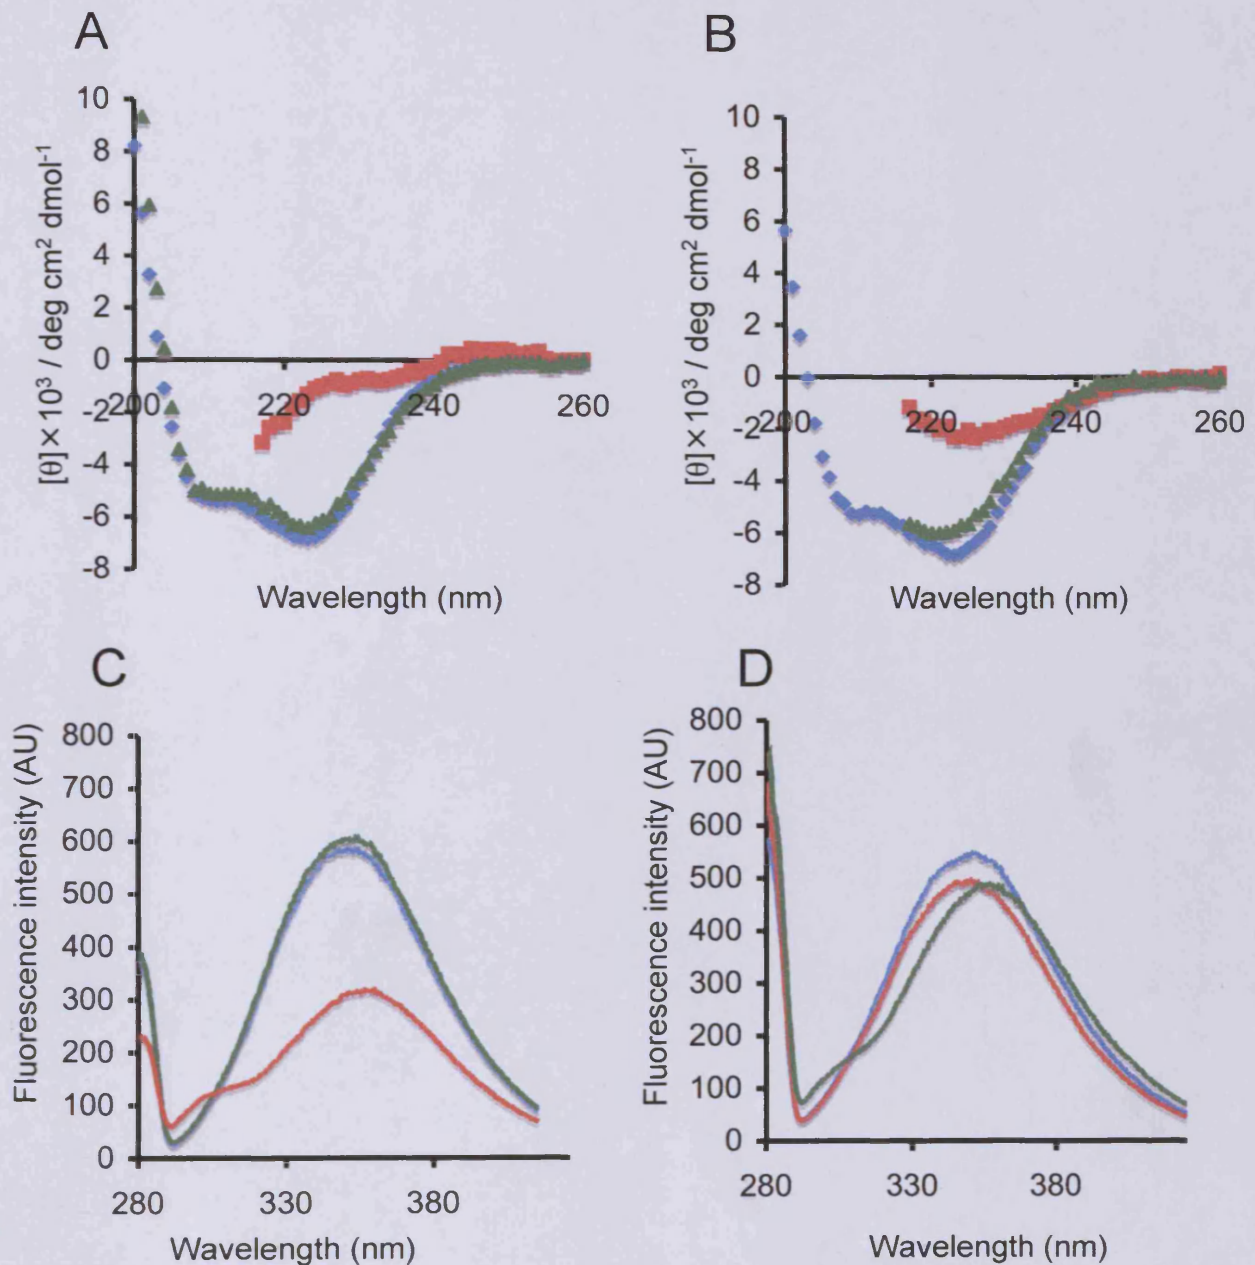 A
[θ]×10³ / deg cm² dmol⁻¹
10
8
6
4
2
0
-2
-4
-6
-8
200 220 240 260
Wavelength (nm)
B
[θ]×10³ / deg cm² dmol⁻¹
10
8
6
4
2
0
-2
-4
-6
-8
200 220 240 260
Wavelength (nm)
C
Fluorescence intensity (AU)
800
700
600
500
400
300
200
100
0
280 330 380
Wavelength (nm)
D
Fluorescence intensity (AU)
800
700
600
500
400
300
200
100
0
280 330 380
Wavelength (nm)